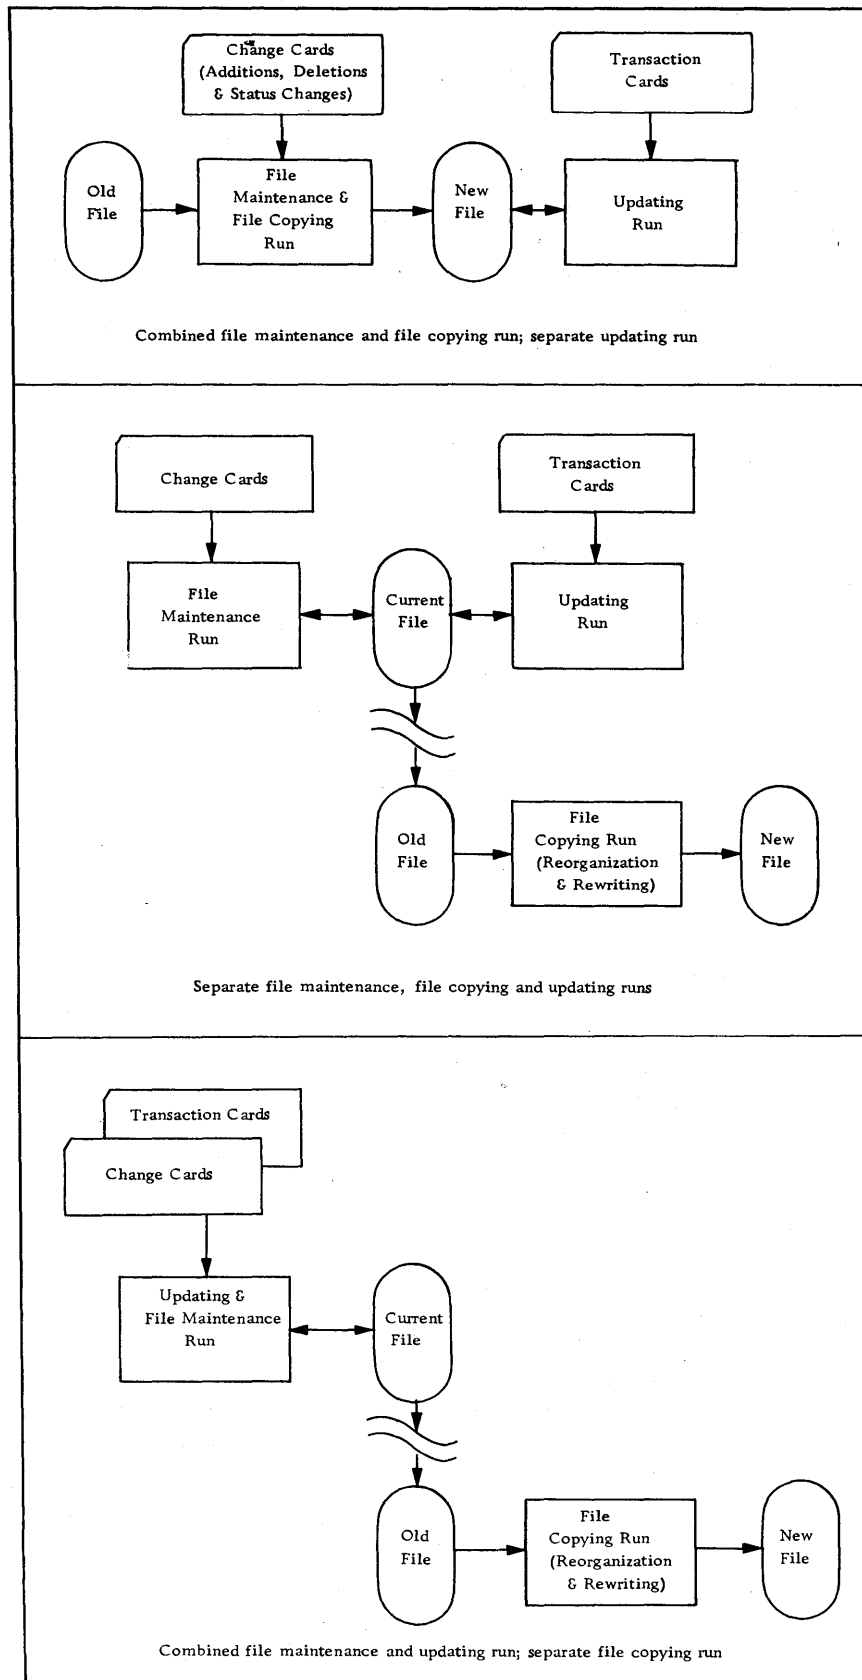 Change Cards
(Additions, Deletions
& Status Changes)
Transaction
Cards
Old
File
File
Maintenance &
File Copying
Run
New
File
Updating
Run
Combined file maintenance and file copying run; separate updating run
Change Cards
Transaction
Cards
File
Maintenance
Run
Current
File
Updating
Run
Old
File
File
Copying Run
(Reorganization
& Rewriting)
New
File
Separate file maintenance, file copying and updating runs
Transaction Cards
Change Cards
Updating &
File Maintenance
Run
Current
File
Old
File
File
Copying Run
(Reorganization
& Rewriting)
New
File
Combined file maintenance and updating run; separate file copying run